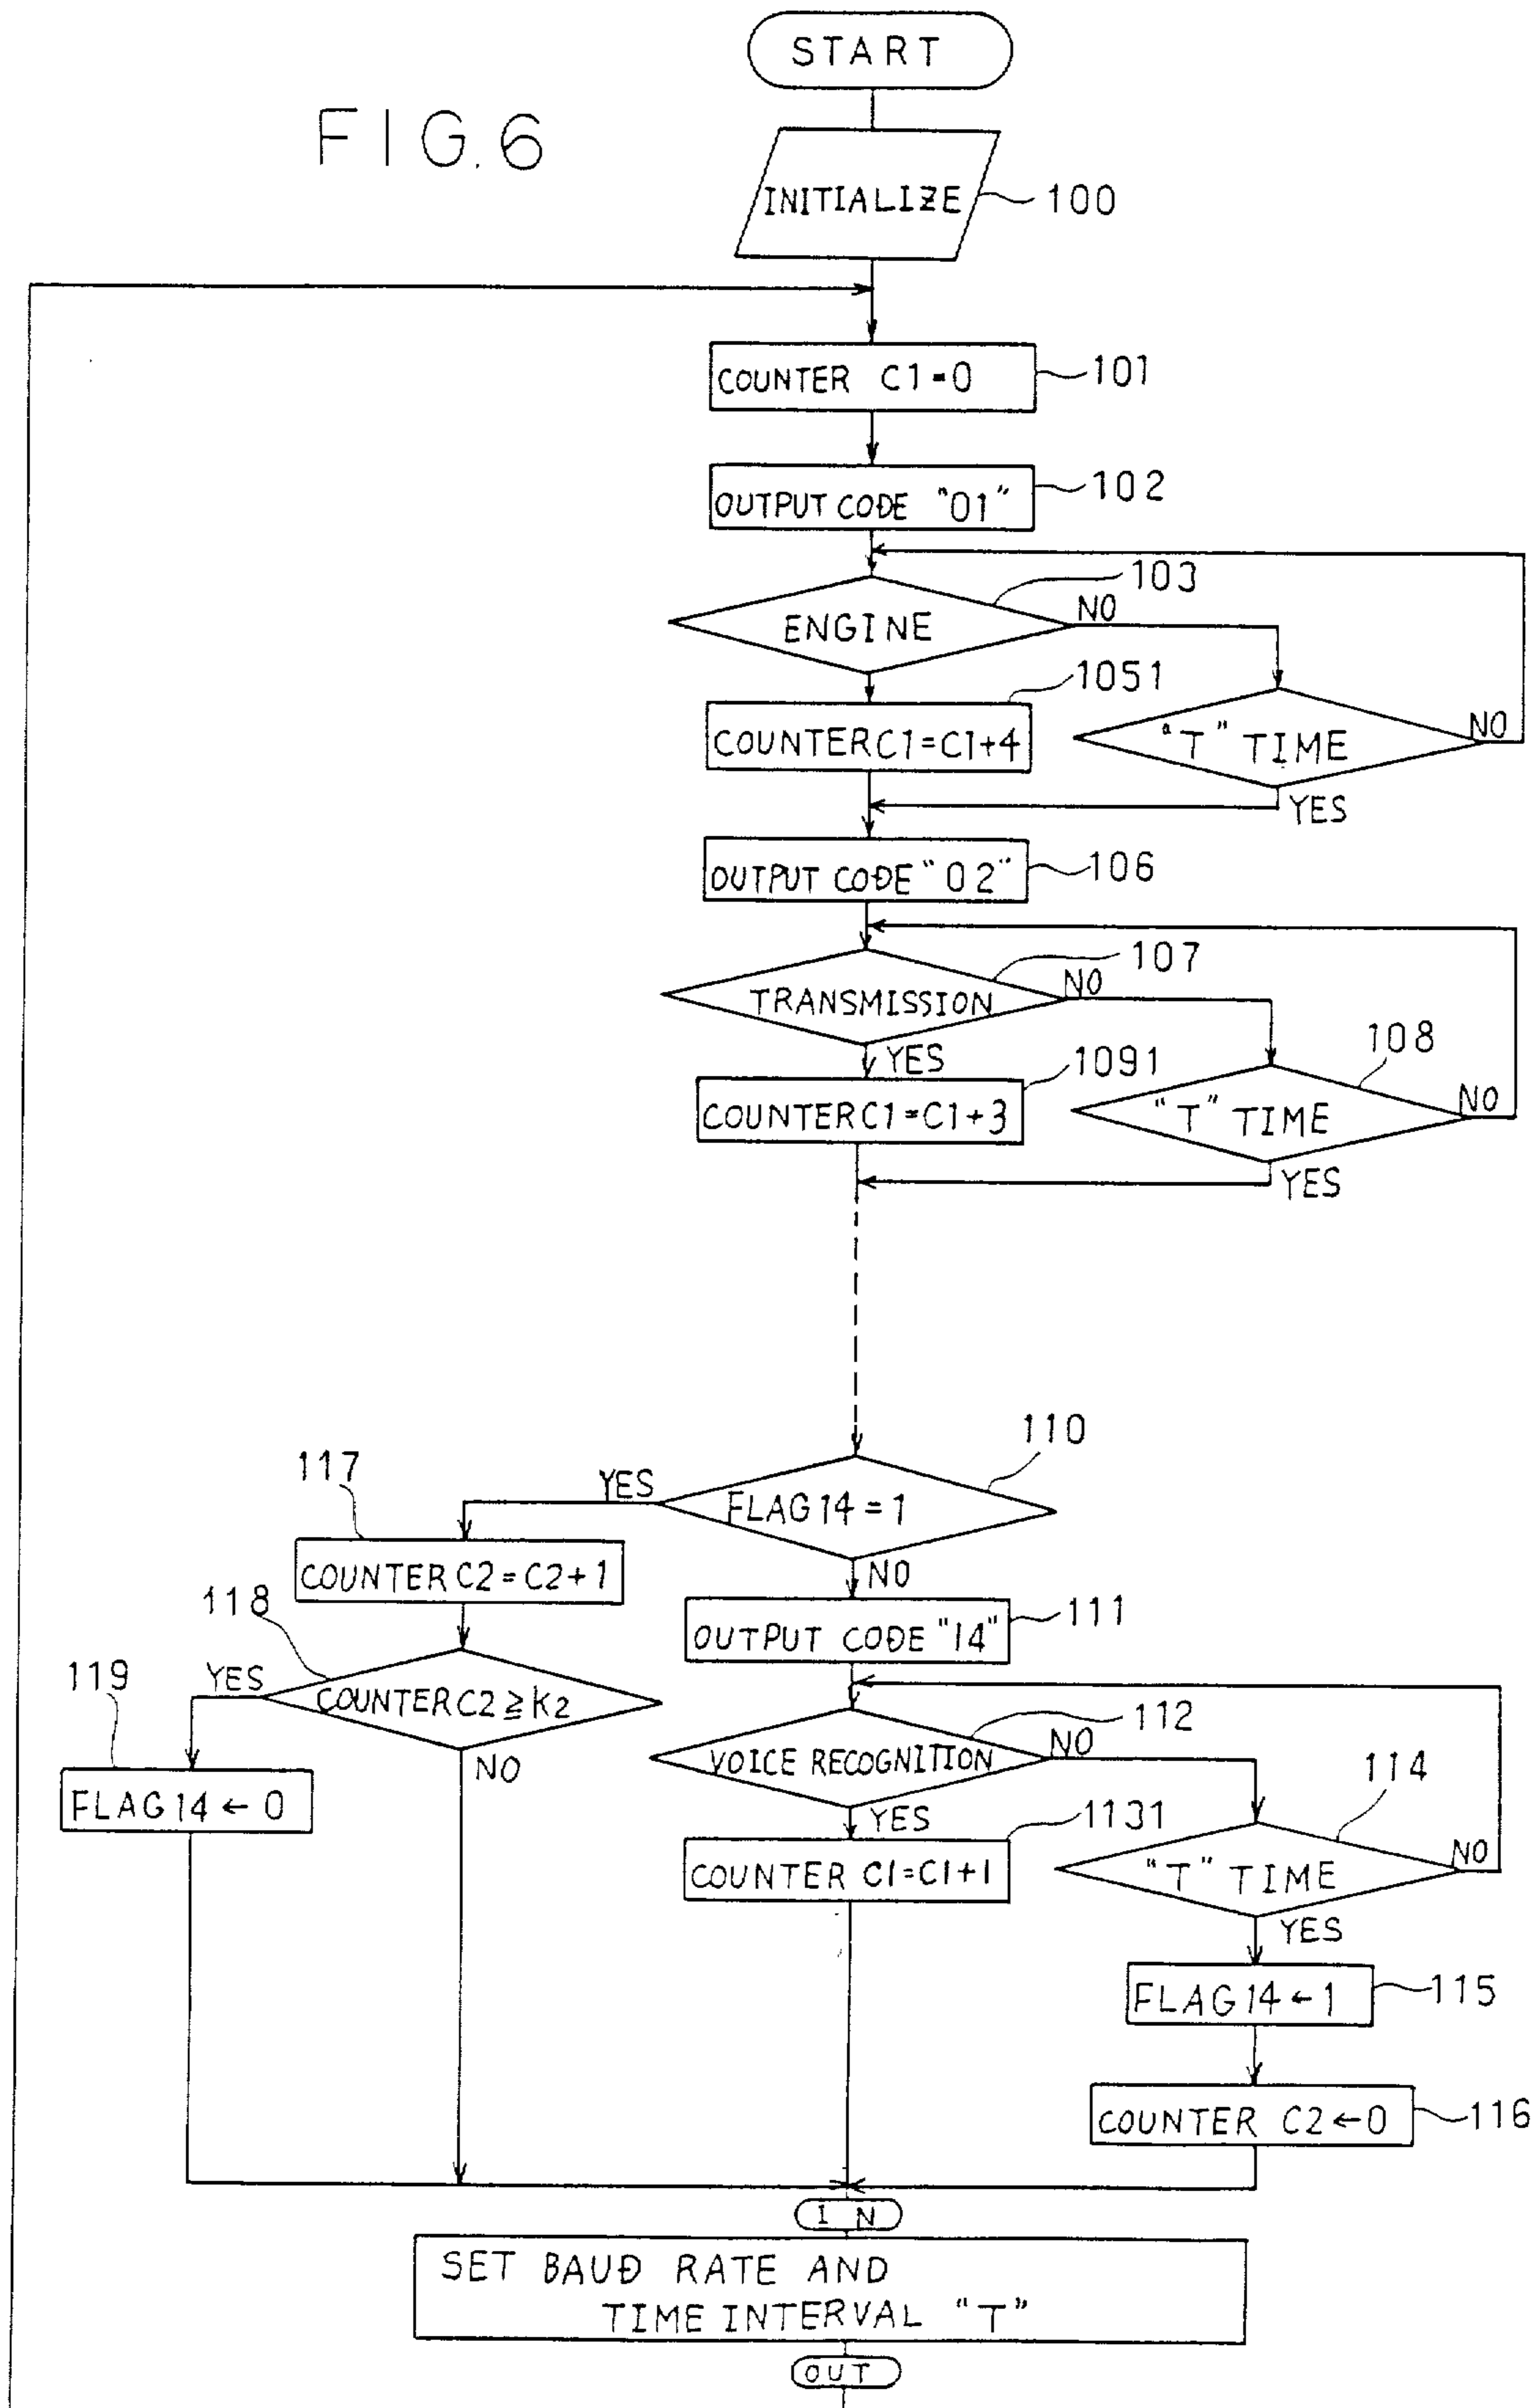 START
FIG.6
INITIALIZE
100
COUNTER C1=0
101
OUTPUT CODE "01"
102
103
ENGINE
NO
1051
COUNTER C1=C1+4
"T" TIME
NO
YES
OUTPUT CODE "02"
106
107
TRANSMISSION
NO
YES
1091
108
COUNTER C1=C1+3
"T" TIME
NO
YES
110
117
YES
FLAG 14 = 1
COUNTER C2=C2+1
NO
118
OUTPUT CODE "14"
111
119
YES
COUNTER C2≧K2
112
VOICE RECOGNITION
NO
NO
114
FLAG 14 ← 0
YES
1131
COUNTER C1=C1+1
"T" TIME
NO
YES
FLAG 14 ← 1
115
COUNTER C2←0
116
IN
SET BAUD RATE AND
TIME INTERVAL "T"
OUT